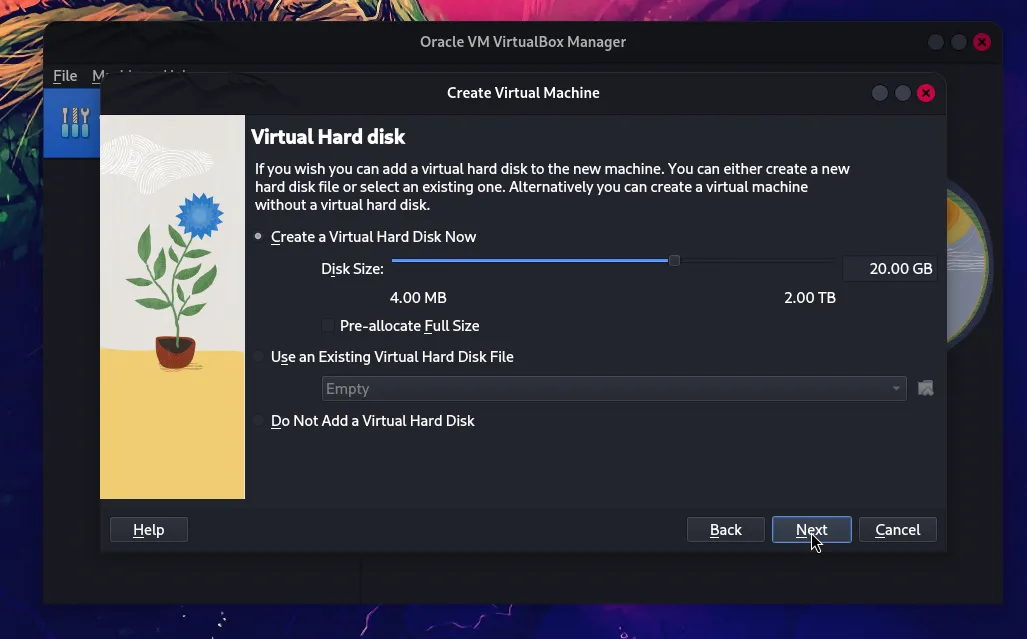 Oracle VM VirtualBox Manager
File
Create Virtual Machine
Virtual Hard disk
If you wish you can add a virtual hard disk to the new machine. You can either create a new
hard disk file or select an existing one. Alternatively you can create a virtual machine
without a virtual hard disk.
Create a Virtual Hard Disk Now
Disk Size:
20.00 GB
4.00 MB
2.00 TB
Pre-allocate Full Size
Use an Existing Virtual Hard Disk File
Empty
Do Not Add a Virtual Hard Disk
Help
Back
Next
Cancel